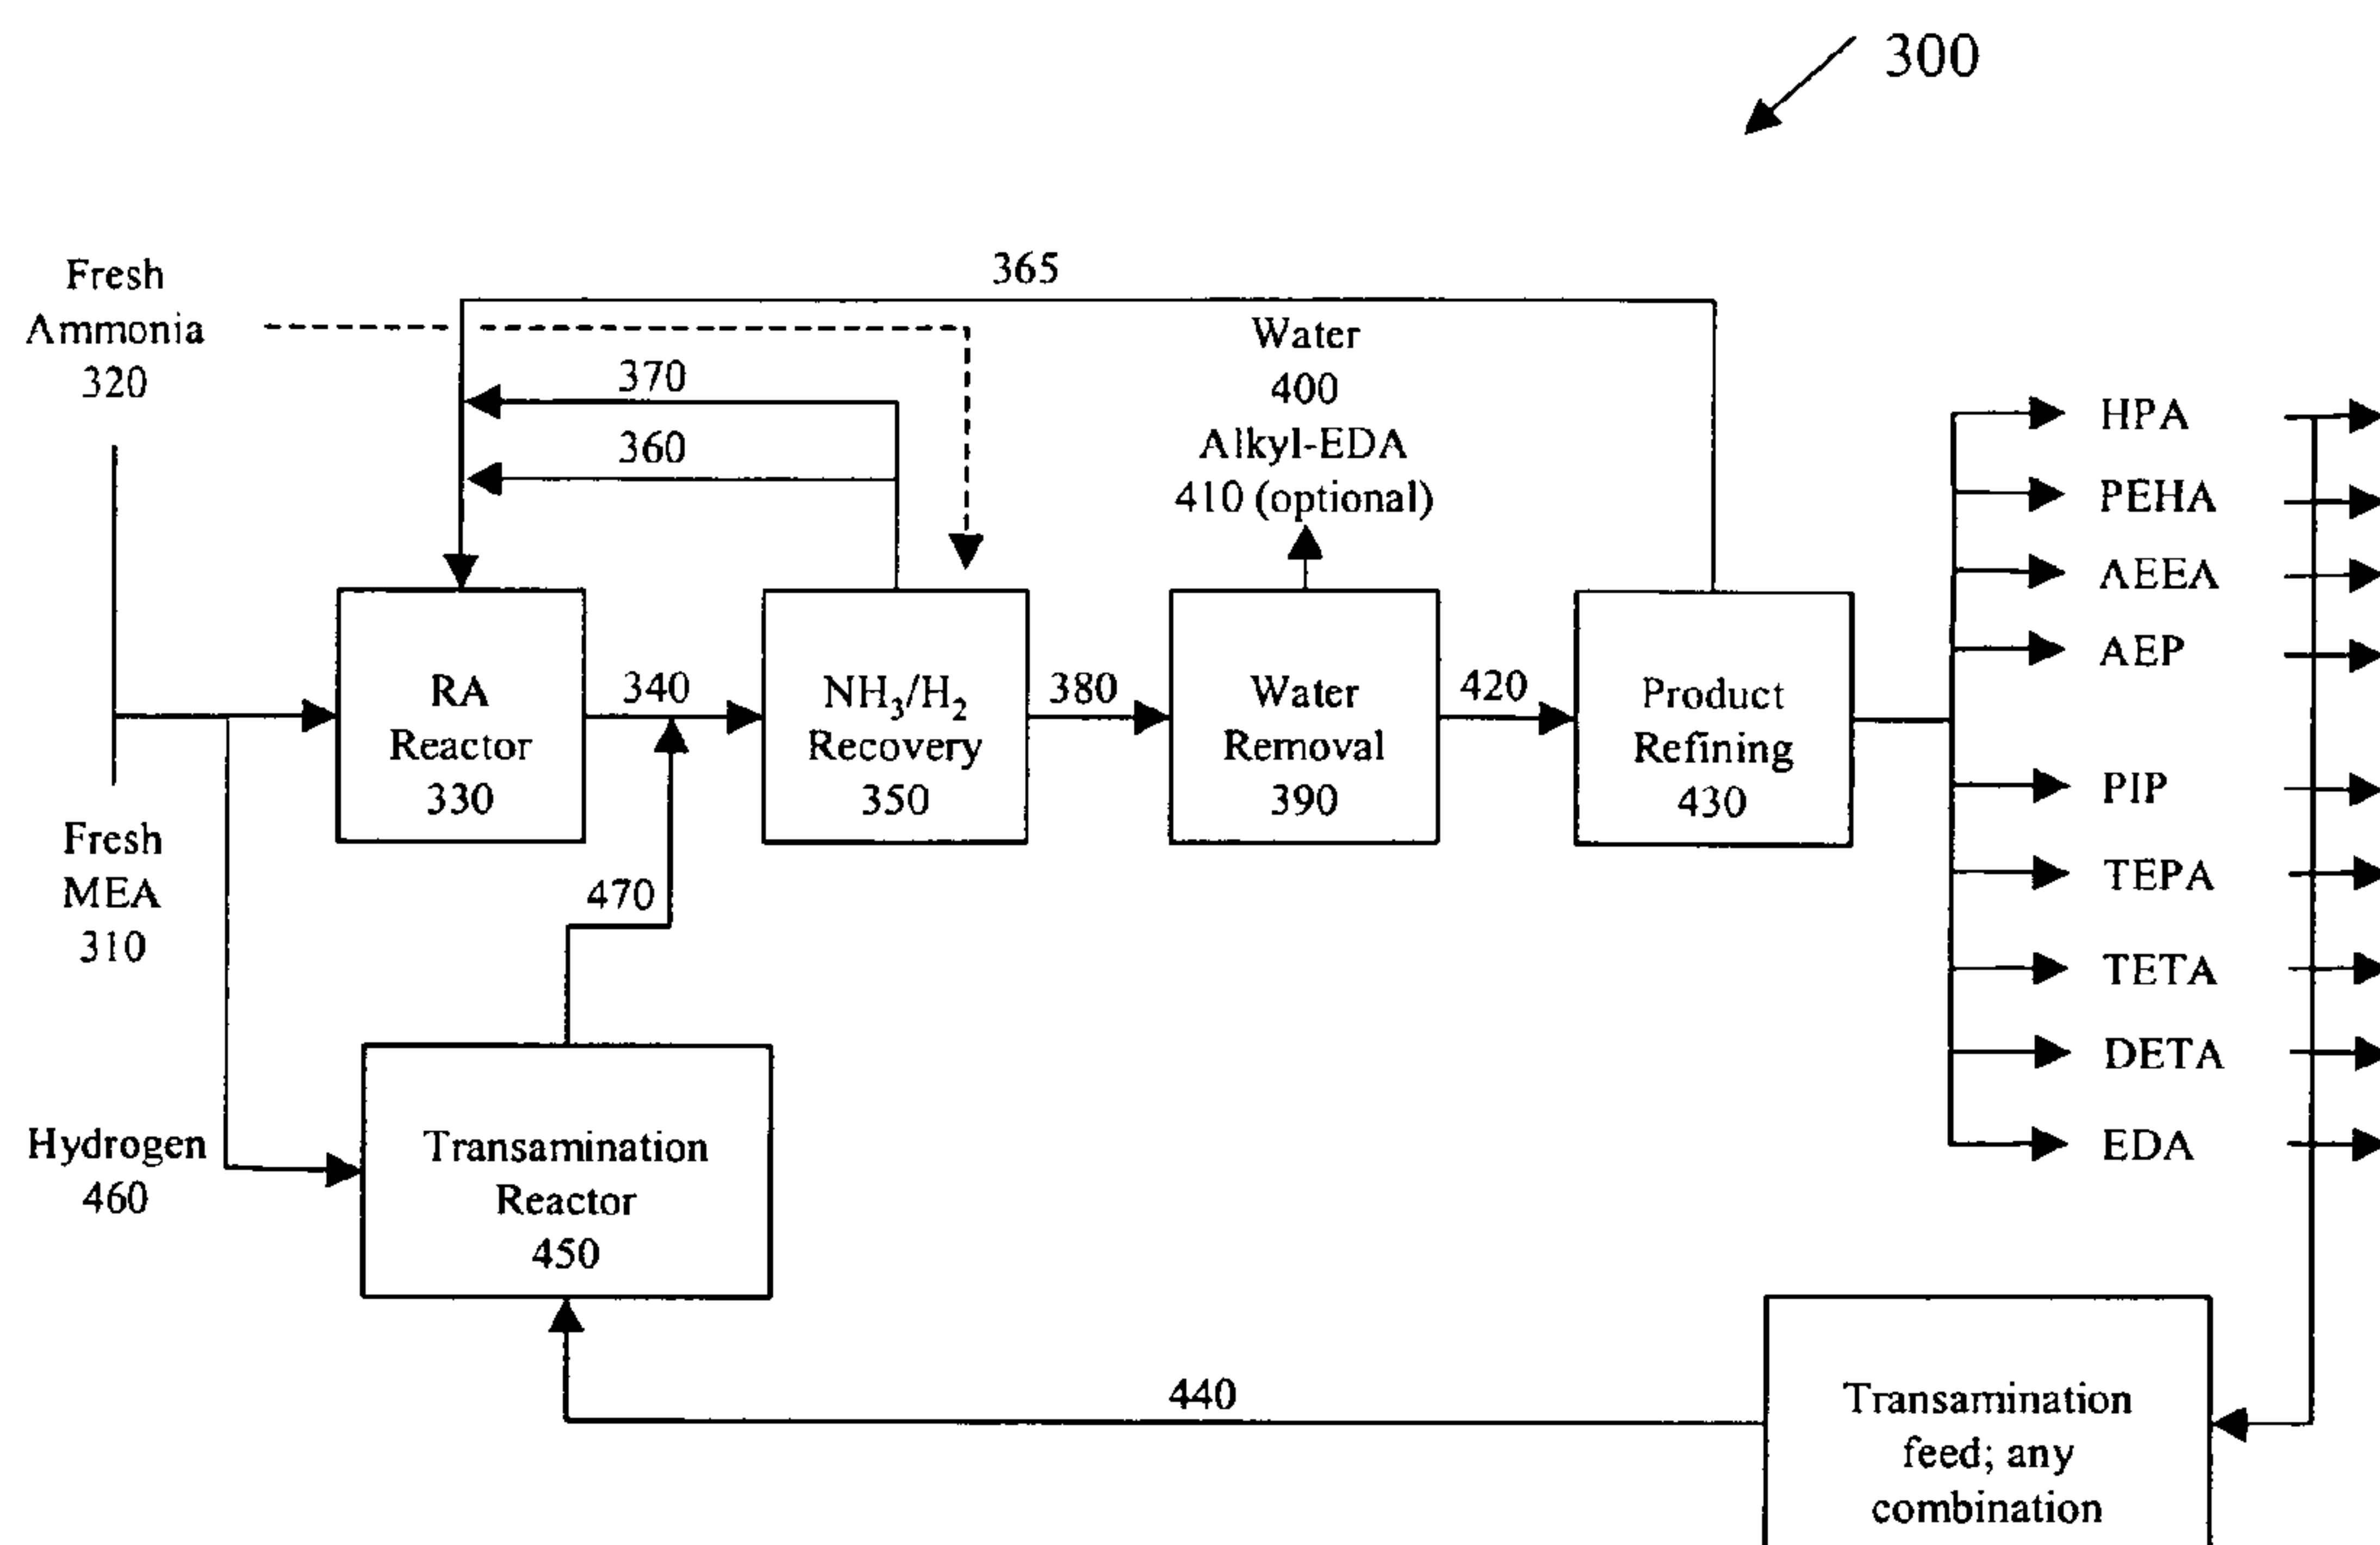 300
365
Fresh
Ammonia
320
Water
400
Alkyl-EDA
410 (optional)
370
360
HPA
PEHA
AEEA
AEP
PIP
TEPA
TETA
DETA
EDA
RA
Reactor
330
340
NH₃/H₂
Recovery
350
380
Water
Removal
390
420
Product
Refining
430
Fresh
MEA
310
470
Hydrogen
460
Transamination
Reactor
450
440
Transamination
feed; any
combination